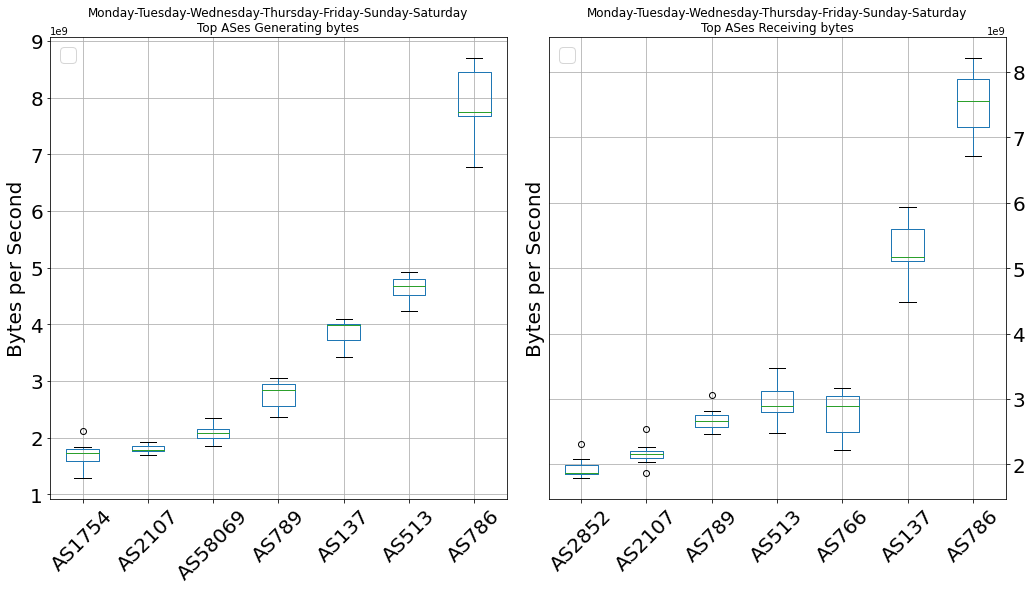 Monday-Tuesday-Wednesday-Thursday-Friday-Sunday-Saturday
Top ASes Generating bytes
1e9
9
8
7
6
5
4
3
2
1
Bytes per Second
AS1754
AS2107
AS58069
AS789
AS137
AS513
AS786
Monday-Tuesday-Wednesday-Thursday-Friday-Sunday-Saturday
Top ASes Receiving bytes
1e9
8
7
6
5
4
3
2
Bytes per Second
AS2852
AS2107
AS789
AS513
AS766
AS137
AS786